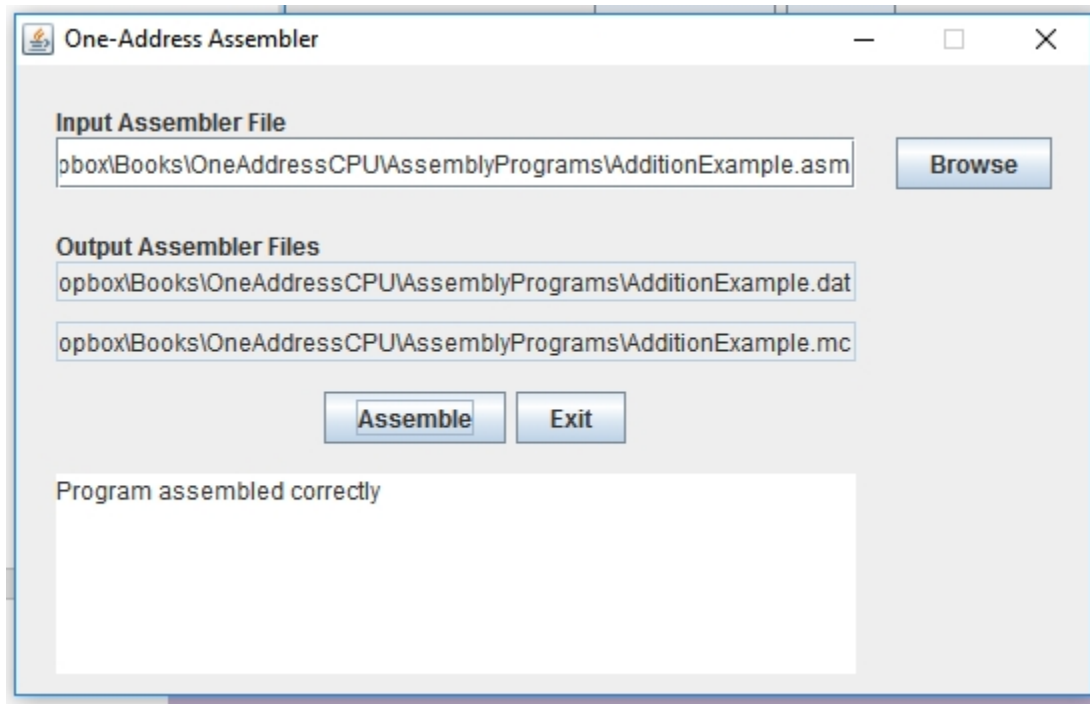 One-Address Assembler
Input Assembler File
pbox\Books\OneAddressCPU\AssemblyPrograms\AdditionExample.asm
Browse
Output Assembler Files
opbox\Books\OneAddressCPU\AssemblyPrograms\AdditionExample.dat
opbox\Books\OneAddressCPU\AssemblyPrograms\AdditionExample.mc
Assemble Exit
Program assembled correctly